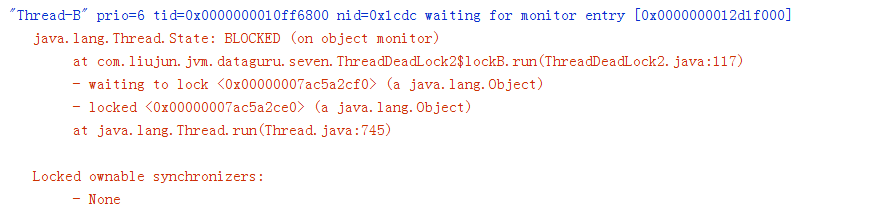 "Thread-B" prio=6 tid=0x0000000010ff6800 nid=0x1cdc waiting for monitor entry [0x0000000012d1f000]
java.lang.Thread.State: BLOCKED (on object monitor)
at com.liujun.jvm.dataguru.seven.ThreadDeadLock2$lockB.run(ThreadDeadLock2.java:117)
- waiting to lock <0x00000007ac5a2cf0> (a java.lang.Object)
- locked <0x00000007ac5a2ce0> (a java.lang.Object)
at java.lang.Thread.run(Thread.java:745)
Locked ownable synchronizers:
- None